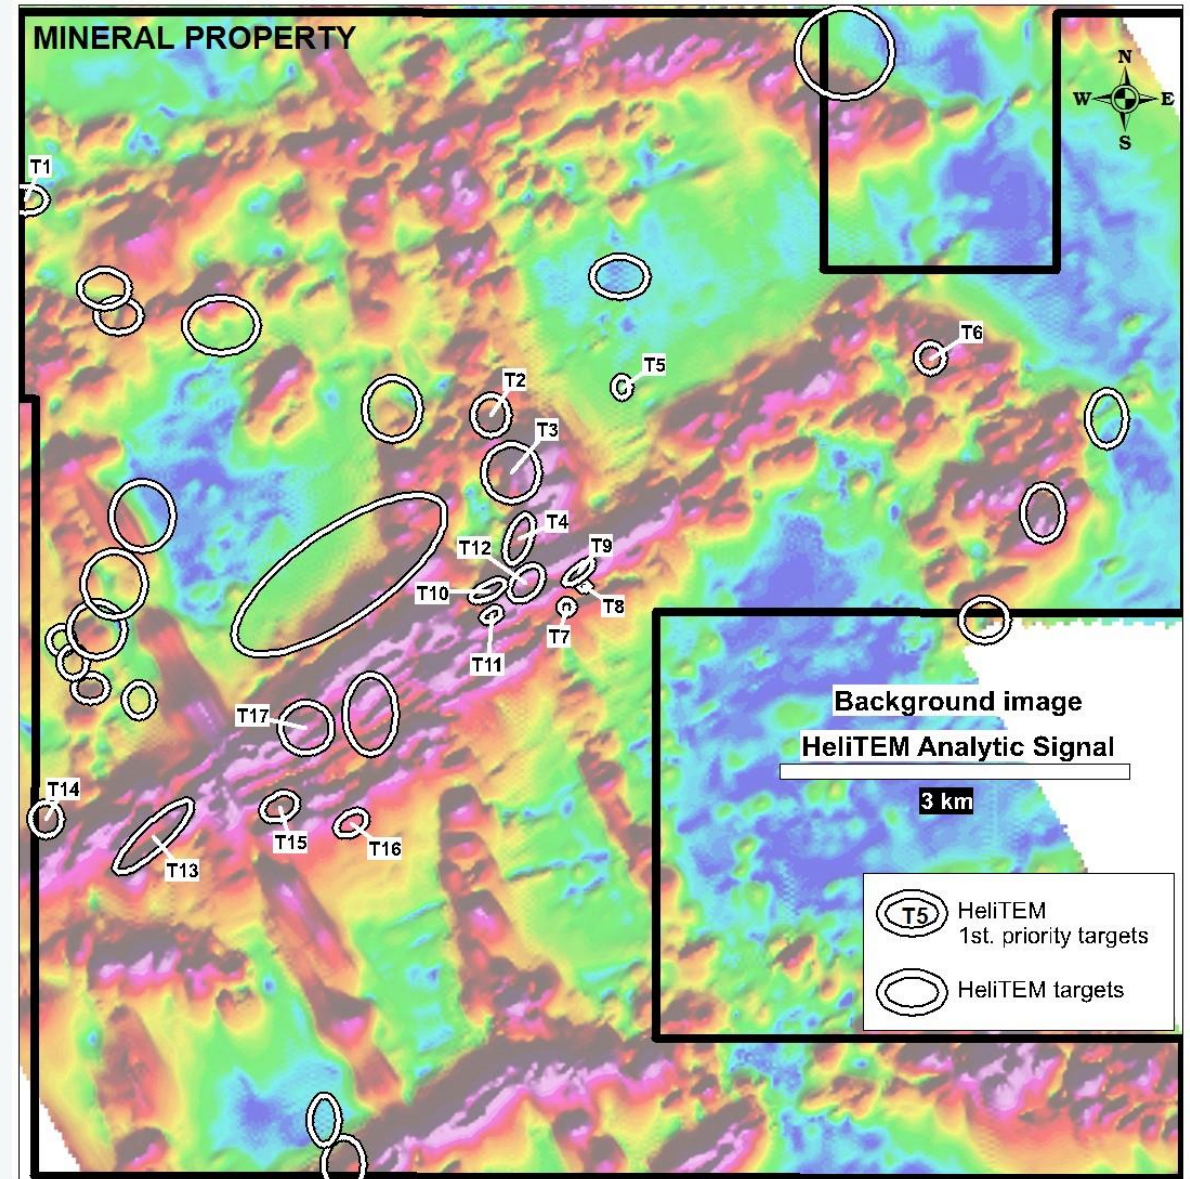 MINERAL PROPERTY
N
W E
S
T1
T6
T5
T2
T3
T4
T12
T9
T10
T8
T7
T11
T17
T14
T15
T16
T13
Background image
HeliTEM Analytic Signal
3 km
T5 HeliTEM
1st. priority targets
HeliTEM targets